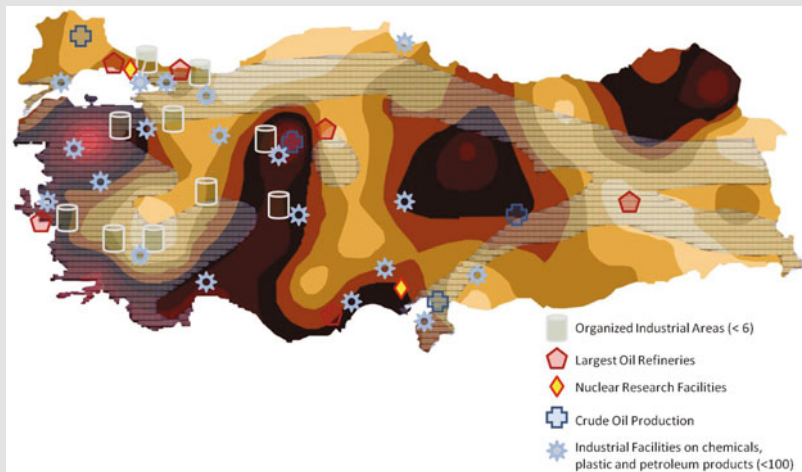 Organized Industrial Areas (< 6)
Largest Oil Refineries
Nuclear Research Facilities
Crude Oil Production
Industrial Facilities on chemicals,
plastic and petroleum products (<100)